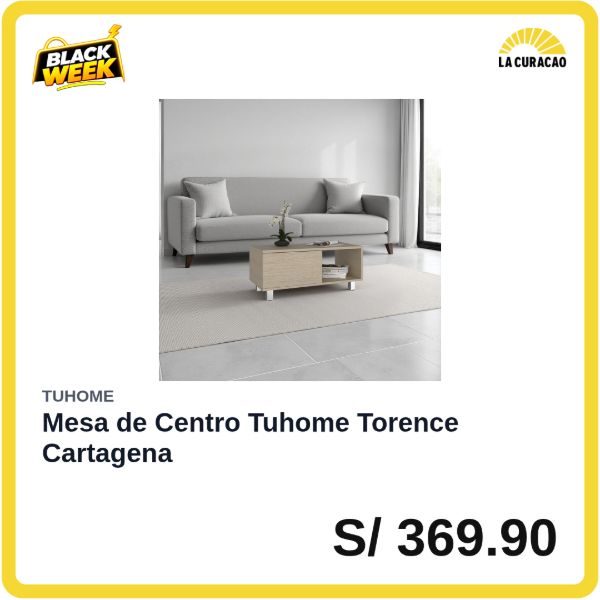 BLACK
WEEK
LA CURACAO
TUHOME
Mesa de Centro Tuhome Torence
Cartagena
S/ 369.90